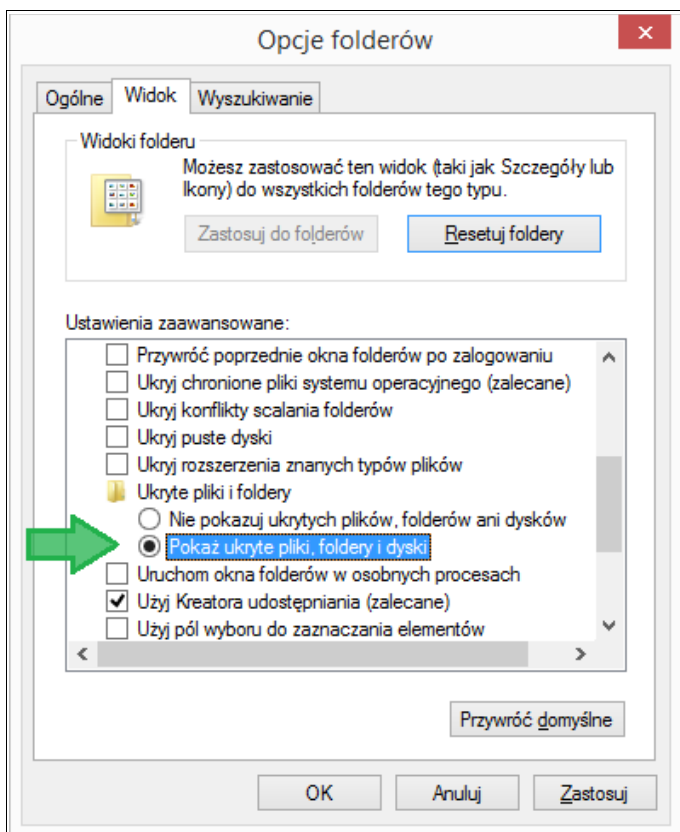 Opcje folderów
Ogólne Widok Wyszukiwanie
Widoki folderu
Możesz zastosować ten widok (taki jak Szczegóły lub
Ikony) do wszystkich folderów tego typu.
Zastosuj do folderów Resetuj foldery
Ustawienia zaawansowane:
Przywróć poprzednie okna folderów po zalogowaniu
Ukryj chronione pliki systemu operacyjnego (zalecane)
Ukryj konflikty scalania folderów
Ukryj puste dyski
Ukryj rozszerzenia znanych typów plików
Ukryte pliki i foldery
Nie pokazuj ukrytych plików, folderów ani dysków
Pokaż ukryte pliki, foldery i dyski
Uruchom okna folderów w osobnych procesach
Użyj Kreatora udostępniania (zalecane)
Użyj pól wyboru do zaznaczania elementów
Przywróć domyślne
OK Anuluj Zastosuj